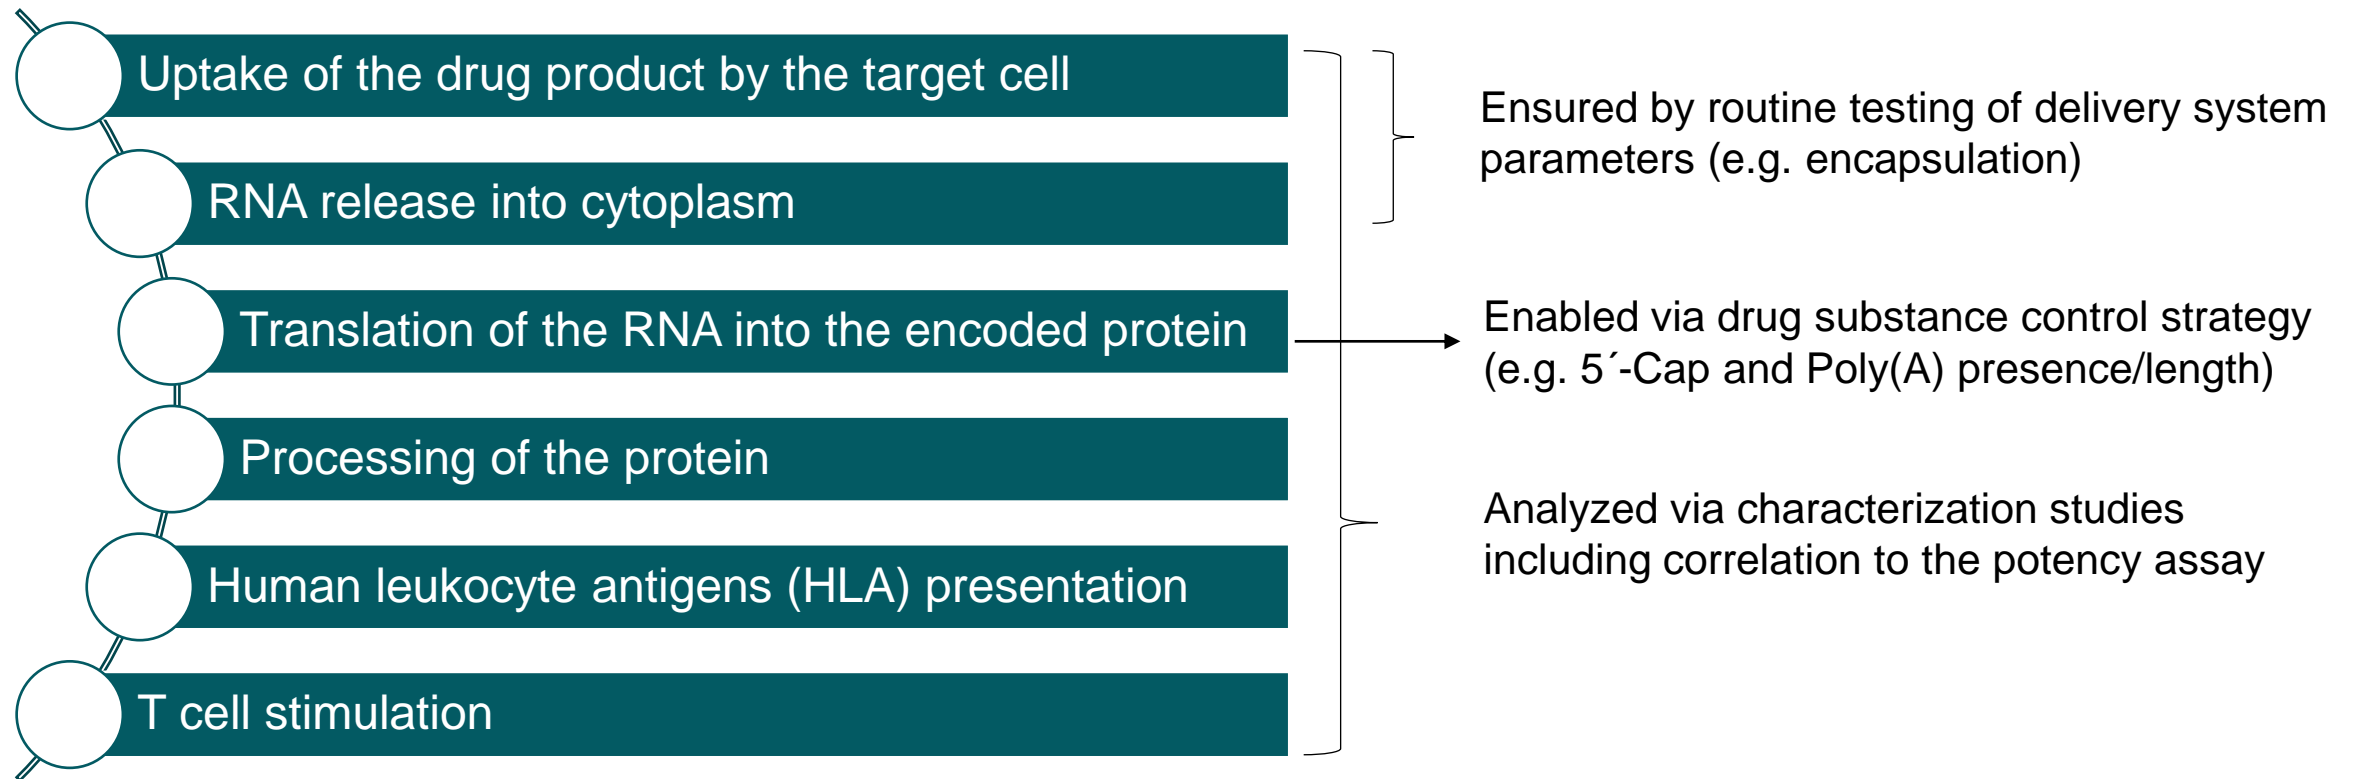 Uptake of the drug product by the target cell
RNA release into cytoplasm
Translation of the RNA into the encoded protein
Processing of the protein
Human leukocyte antigens (HLA) presentation
T cell stimulation
Ensured by routine testing of delivery system
parameters (e.g. encapsulation)
Enabled via drug substance control strategy
(e.g. 5´-Cap and Poly(A) presence/length)
Analyzed via characterization studies
including correlation to the potency assay